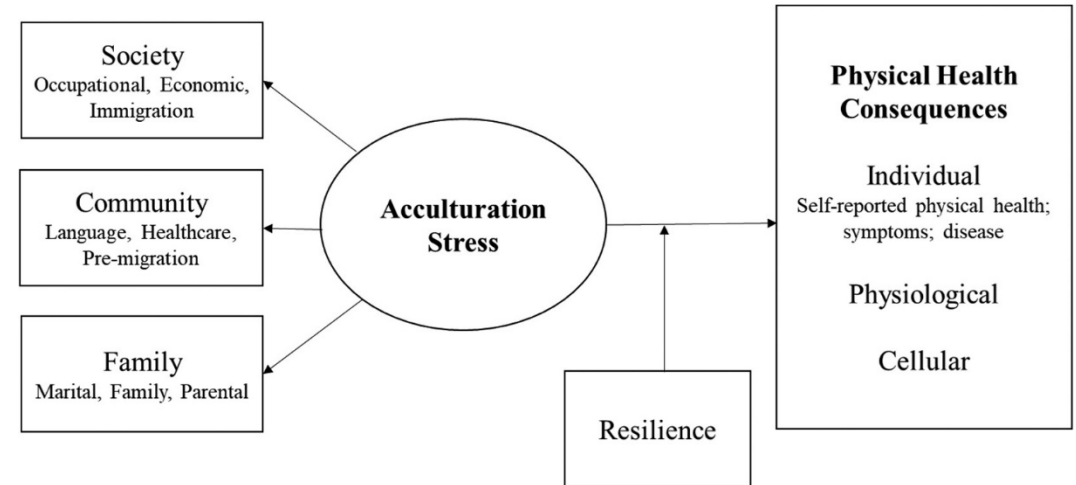 Society
Occupational, Economic,
Immigration
Community
Language, Healthcare,
Pre-migration
Family
Marital, Family, Parental
Acculturation
Stress
Resilience
Physical Health
Consequences
Individual
Self-reported physical health;
symptoms; disease
Physiological
Cellular